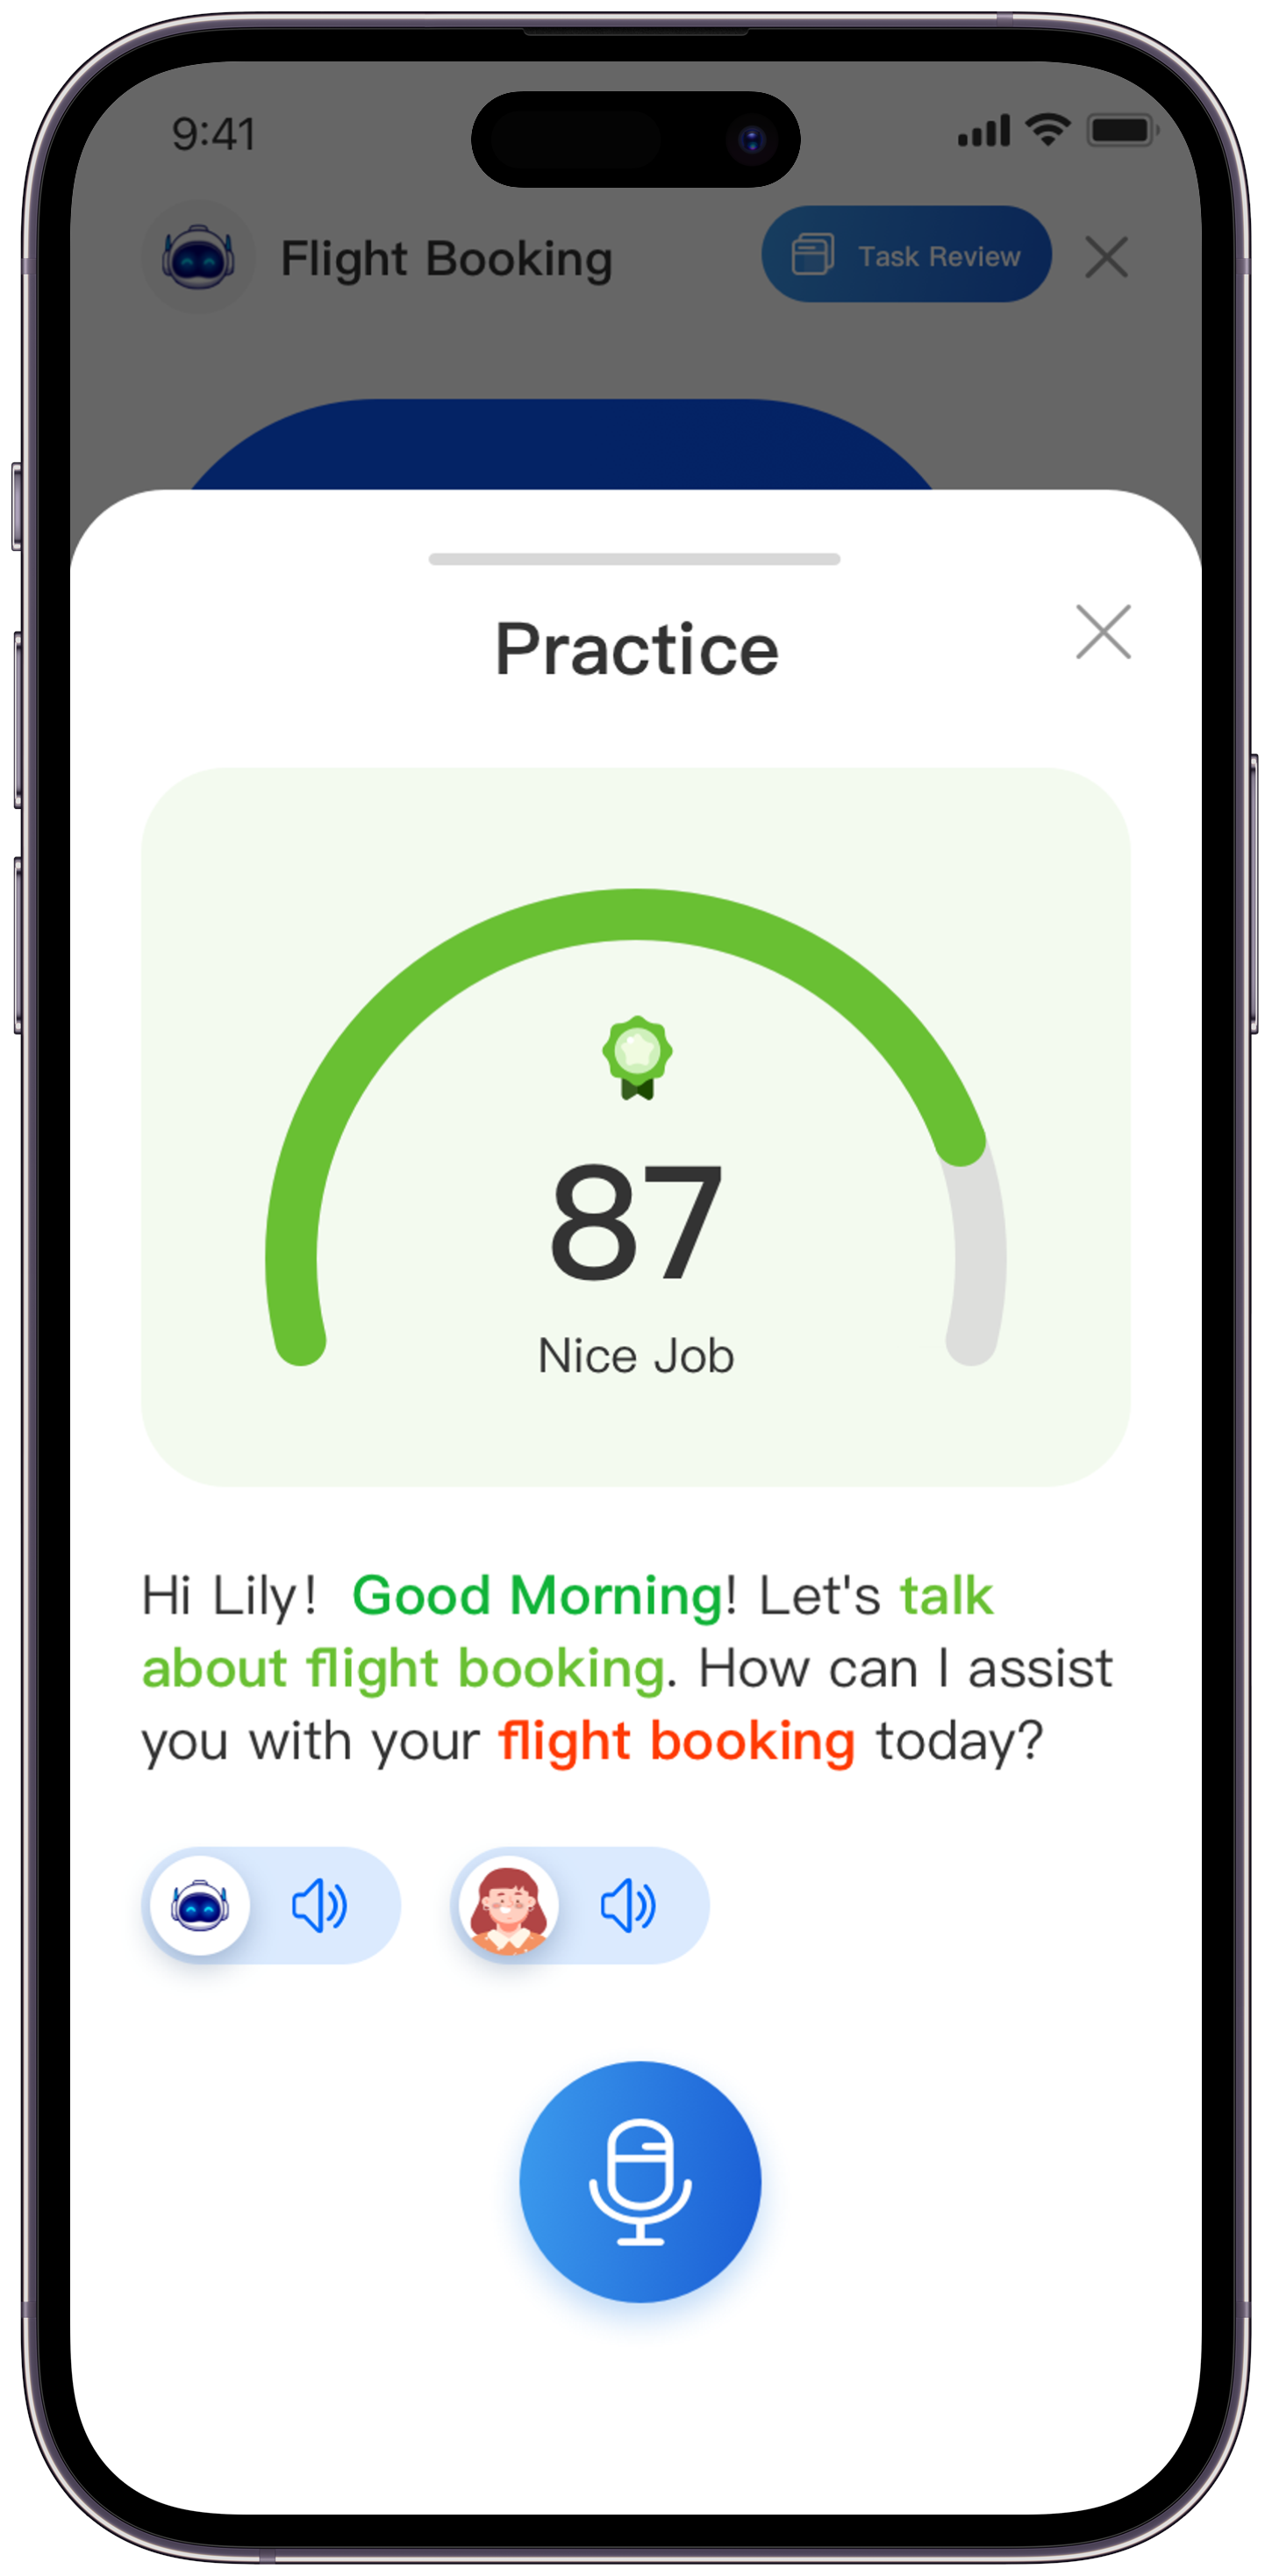 9:41
Flight Booking
Task Review
Practice
87
Nice Job
Hi Lily! Good Morning! Let's talk
about flight booking. How can I assist
you with your flight booking today?